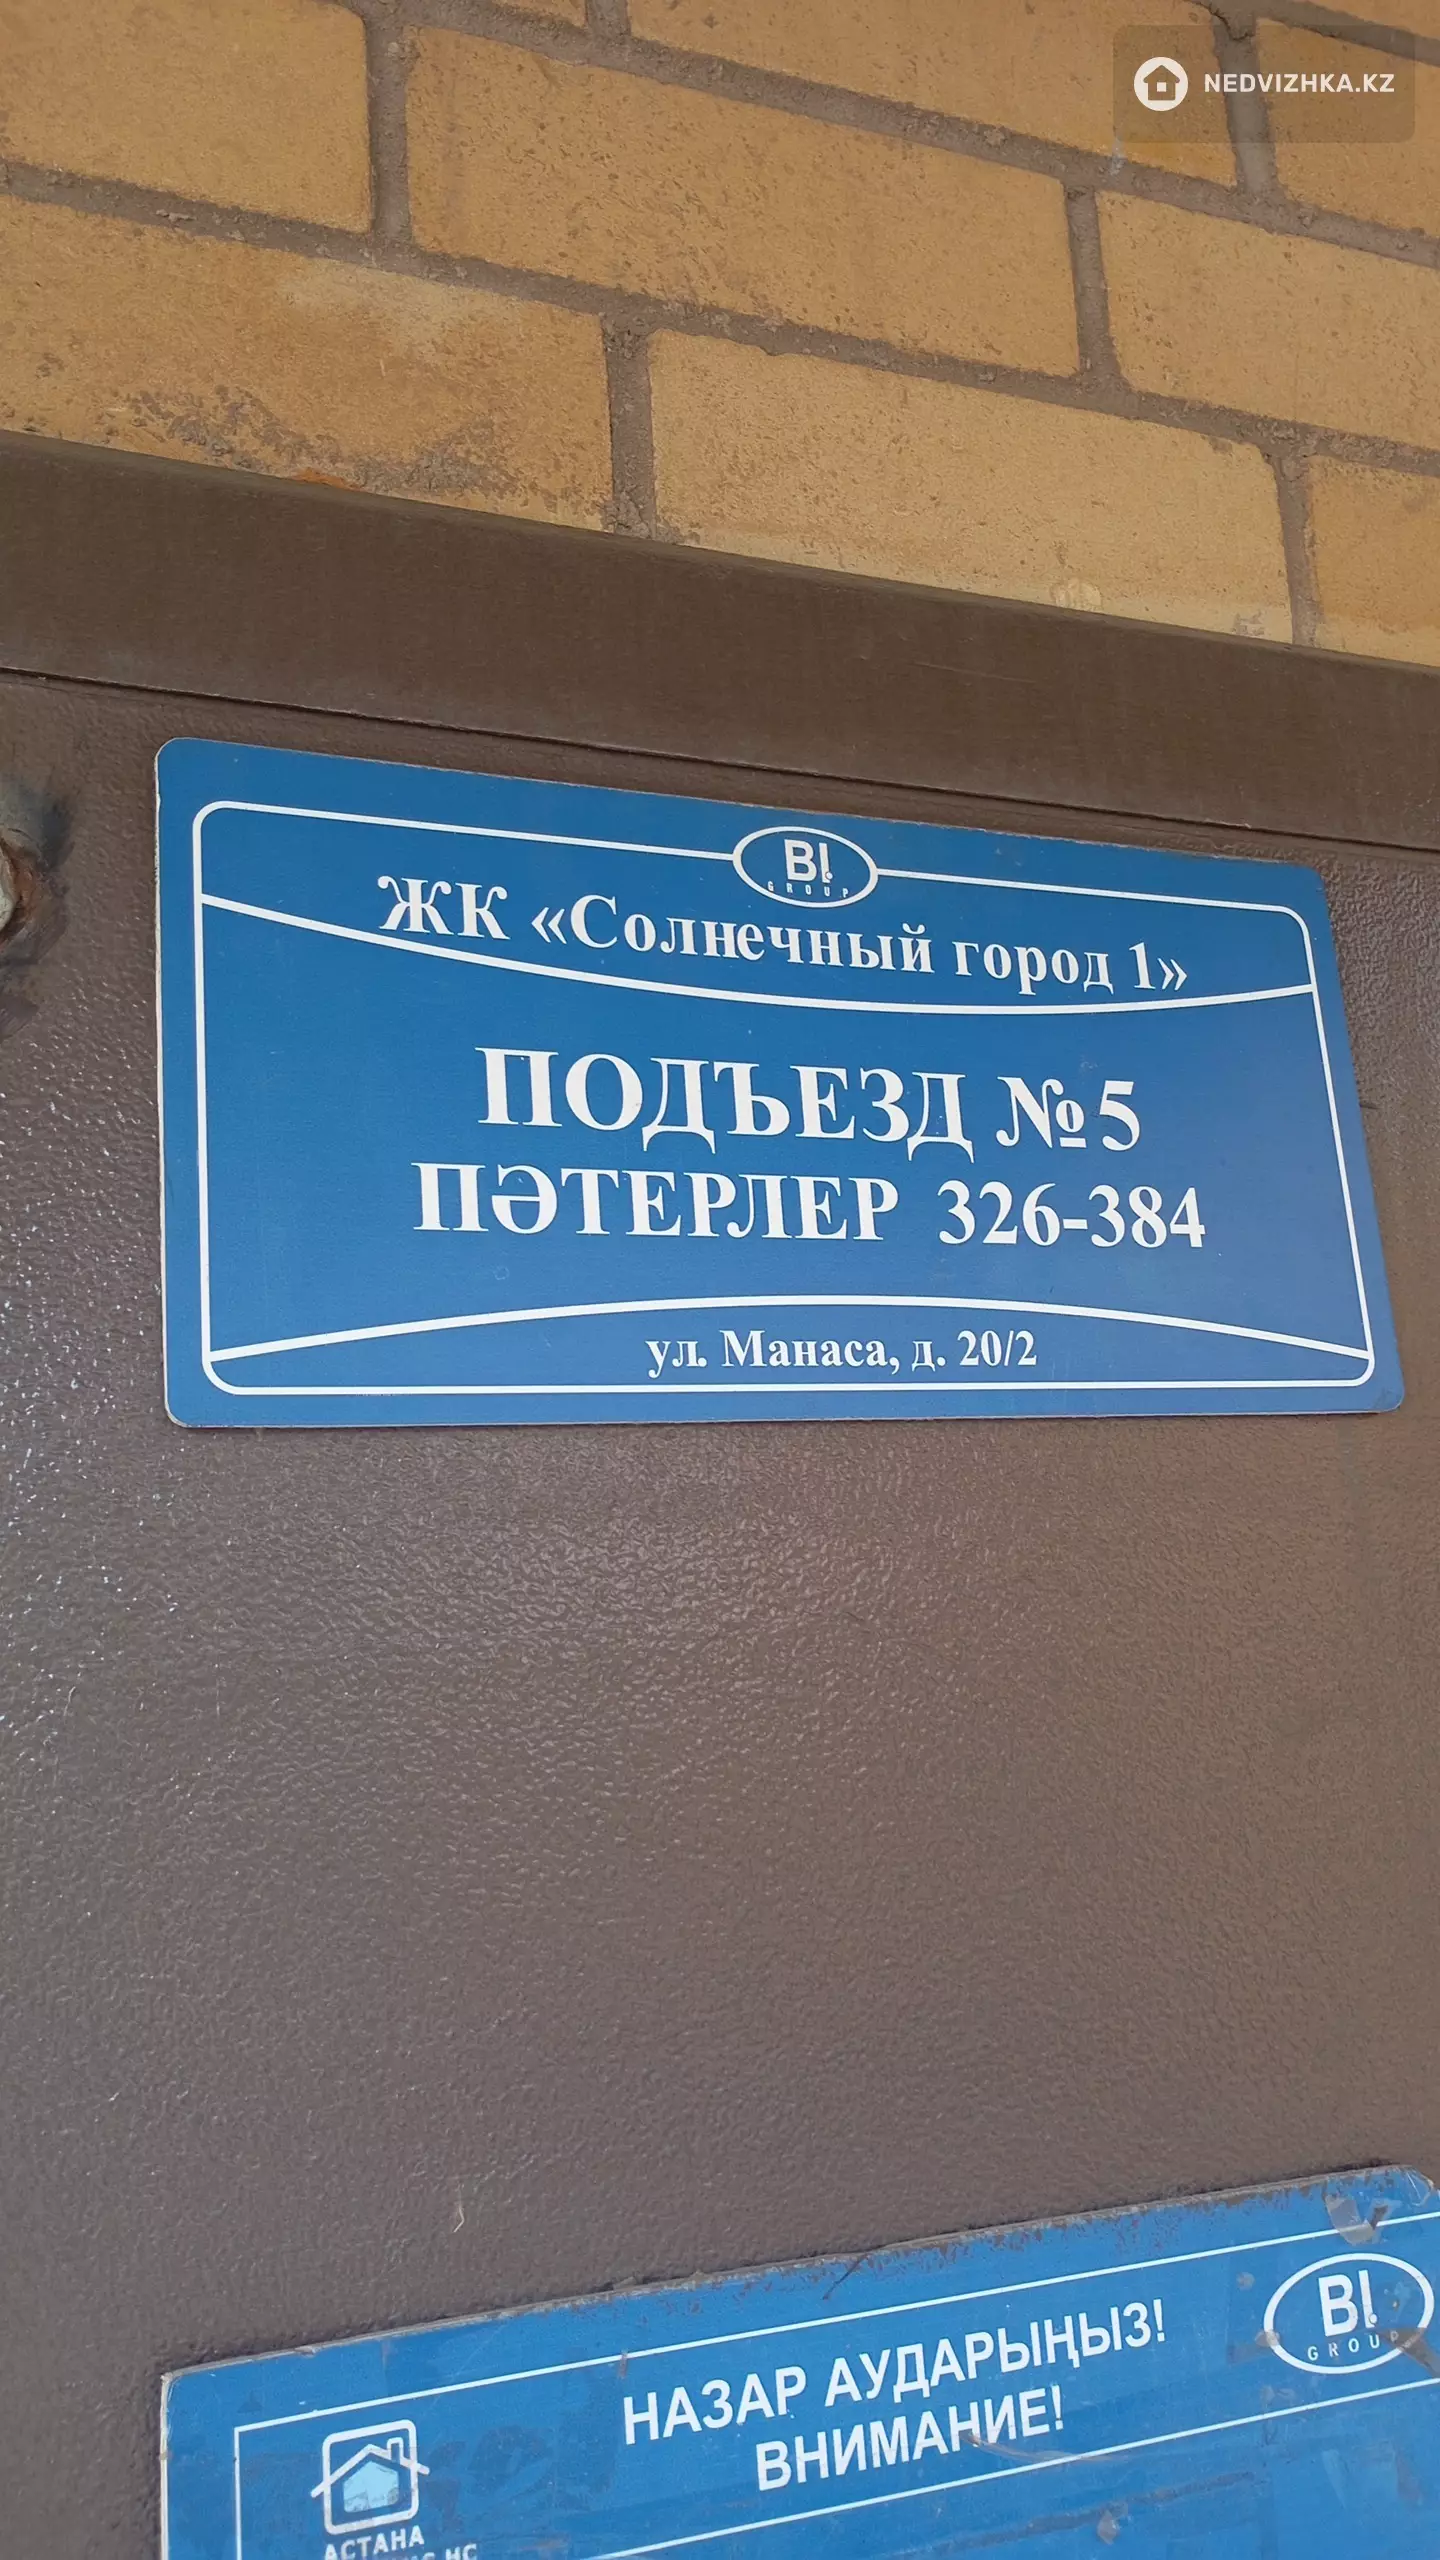 NEDVIZHKA.KZ
BI
GROUP
ЖК «Солнечный город 1»
ПОДЪЕЗД №5
ПӘТЕРЛЕР 326-384
ул. Манаса, д. 20/2
BI
GROUP
НАЗАР АУДАРЫҢЫЗ!
ВНИМАНИЕ!
АСТАНА